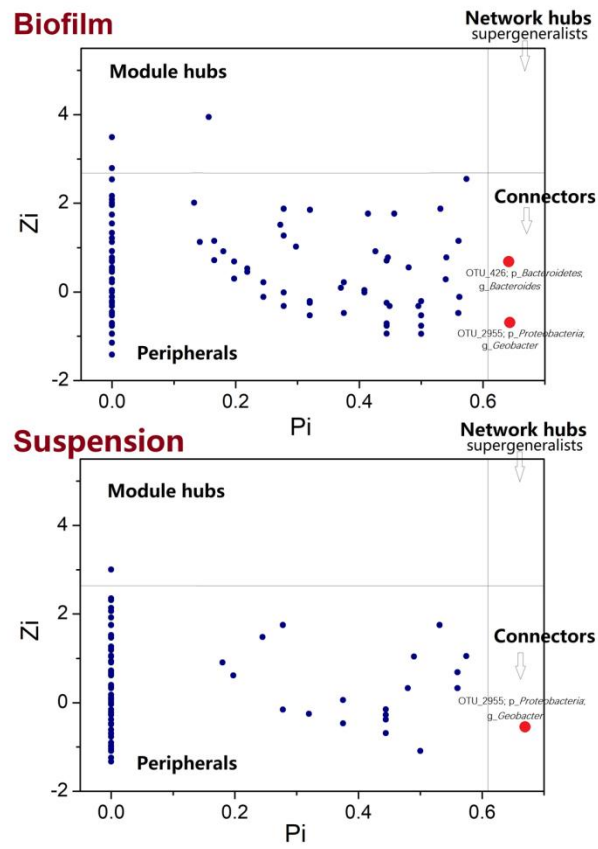 Biofilm
Network hubs
supergeneralists
Module hubs
4
Connectors
2
Zi
OTU_426; p_Bacteroidetes;
g_Bacteroides
0
OTU_2955; p_Proteobacteria;
g_Geobacter
Peripherals
-2
0.0 0.2 0.4 0.6
Pi
Suspension
Network hubs
supergeneralists
Module hubs
4
Connectors
2
Zi
OTU_2955; p_Proteobacteria;
g_Geobacter
0
Peripherals
-2
0.0 0.2 0.4 0.6
Pi